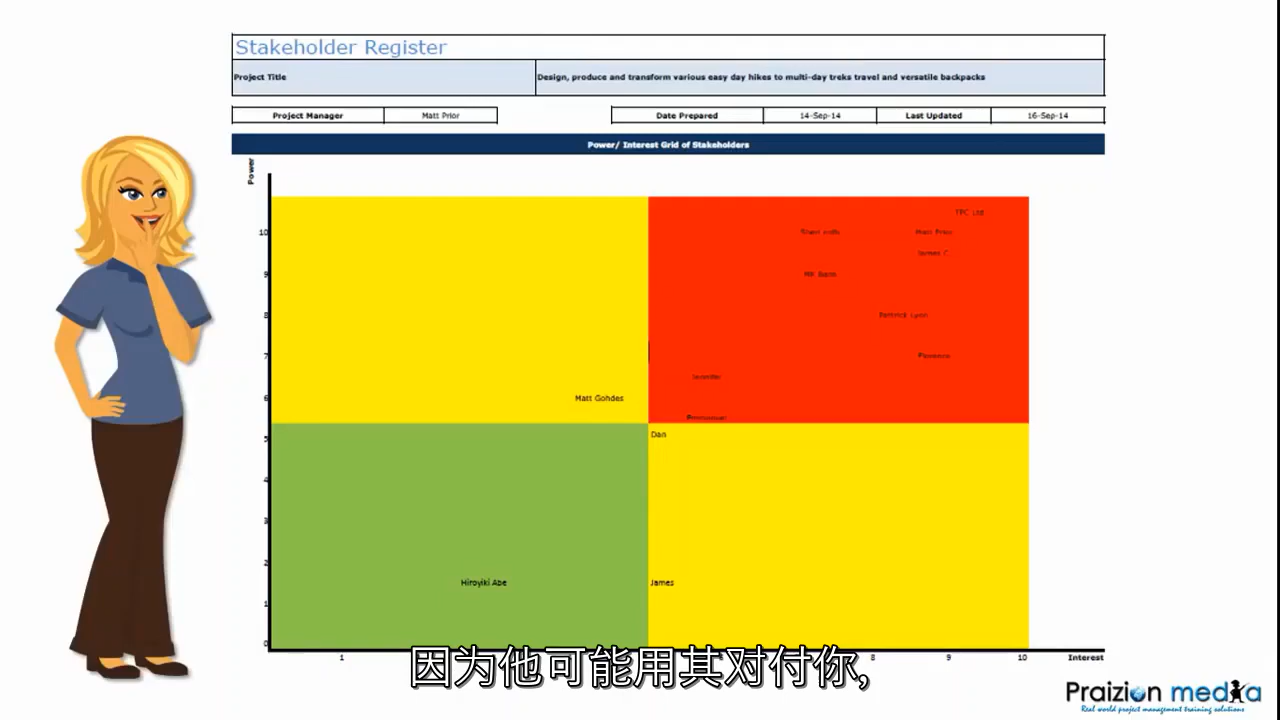 Stakeholder Register
Project Title
Design, produce and transform various easy day hikes to multi-day treks travel and versatile backpacks
Project Manager Matt Prior
Date Prepared 14-Sep-14 Last Updated 16-Sep-14
Power/ Interest Grid of Stakeholders
Power
TPC Ltd
10
James C
9
MK Bank
8
7
Florence
Jennifer
6
Matt Gohdes
5
Dan
4
3
2
Hiroyiki Abe
James
1
0
1 8 9 10 Interest
因为他可能用其对付你,
Praizion media
Real world project management training solutions